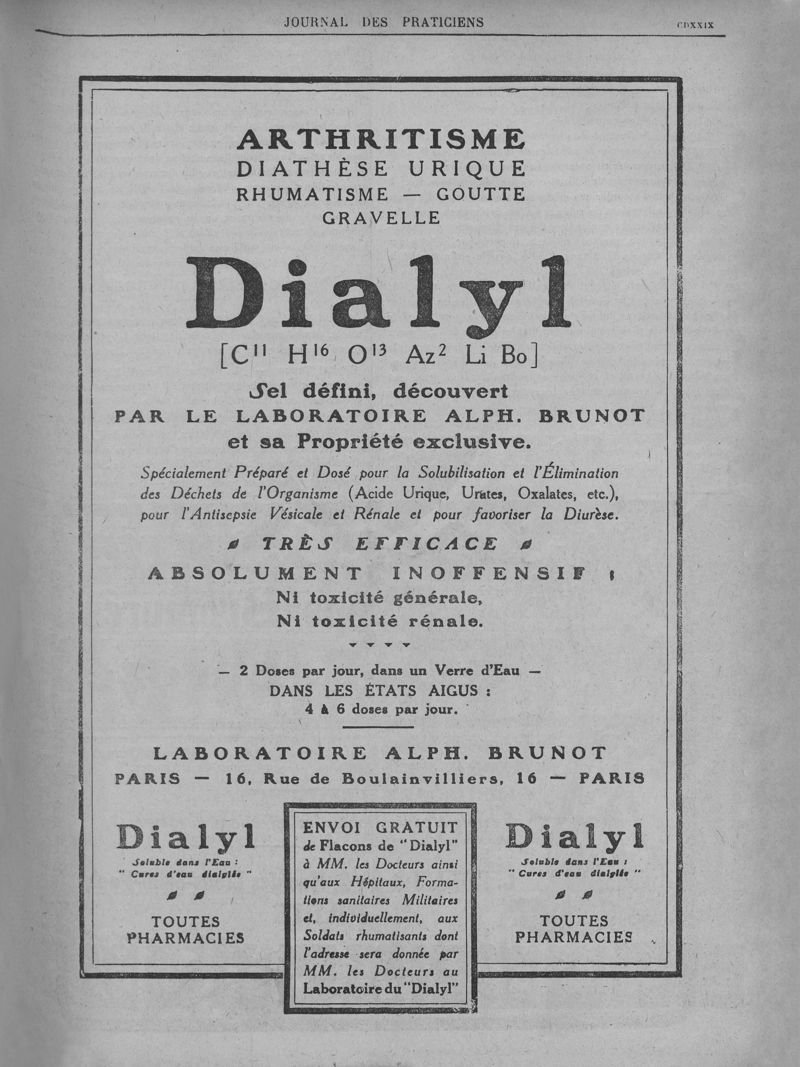 JOURNAL DES PRATICIENS
CDXXIX
ARTHRITISME
DIATHÈSE URIQUE
RHUMATISME — GOUTTE
GRAVELLE
Dialyl
[C¹¹ H¹⁶ O¹³ Az² Li Bo]
Sel défini, découvert
PAR LE LABORATOIRE ALPH. BRUNOT
et sa Propriété exclusive.
Spécialement Préparé et Dosé pour la Solubilisation et l'Élimination
des Déchets de l'Organisme (Acide Urique, Urates, Oxalates, etc.),
pour l'Antisepsie Vésicale et Rénale et pour favoriser la Diurèse.
TRÈS EFFICACE
ABSOLUMENT INOFFENSIF :
Ni toxicité générale,
Ni toxicité rénale.
— 2 Doses par jour, dans un Verre d'Eau —
DANS LES ÉTATS AIGUS :
4 à 6 doses par jour.
LABORATOIRE ALPH. BRUNOT
PARIS — 16, Rue de Boulainvilliers, 16 — PARIS
Dialyl
Soluble dans l'Eau :
" Cures d'eau dialylée "
TOUTES
PHARMACIES
ENVOI GRATUIT
de Flacons de "Dialyl"
à MM. les Docteurs ainsi
qu'aux Hôpitaux, Forma-
tions sanitaires Militaires
et, individuellement, aux
Soldats rhumatisants dont
l'adresse sera donnée par
MM. les Docteurs au
Laboratoire du "Dialyl"
Dialyl
Soluble dans l'Eau :
" Cures d'eau dialylée "
TOUTES
PHARMACIES